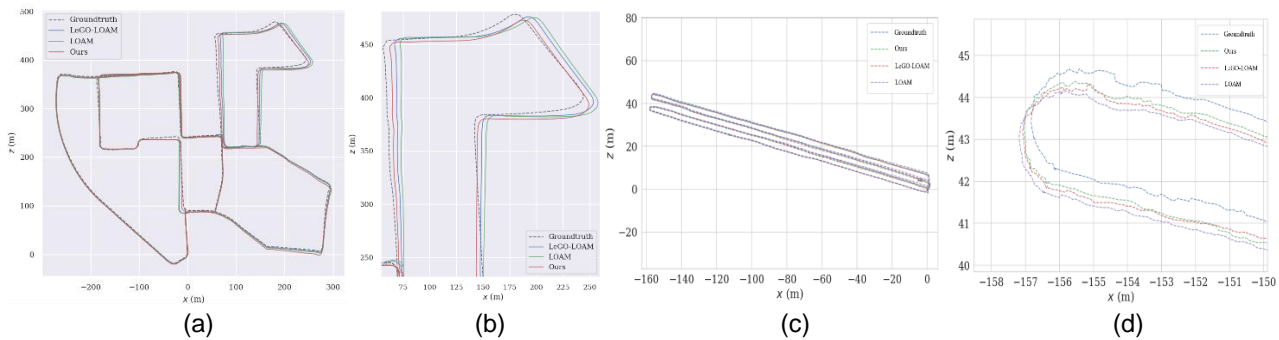 500
400
300
200
100
0
z (m)
−200
−100
0
100
200
300
x (m)
Groundtruth
LeGO-LOAM
LOAM
Ours
(a)
450
400
350
300
250
z (m)
75
100
125
150
175
200
225
250
x (m)
Groundtruth
LeGO-LOAM
LOAM
Ours
(b)
80
60
40
20
0
−20
z (m)
−160
−140
−120
−100
−80
−60
−40
−20
0
x (m)
Groundtruth
Ours
LeGO-LOAM
LOAM
(c)
45
44
43
42
41
40
z (m)
−158
−157
−156
−155
−154
−153
−152
−151
−150
x (m)
Groundtruth
Ours
LeGO-LOAM
LOAM
(d)